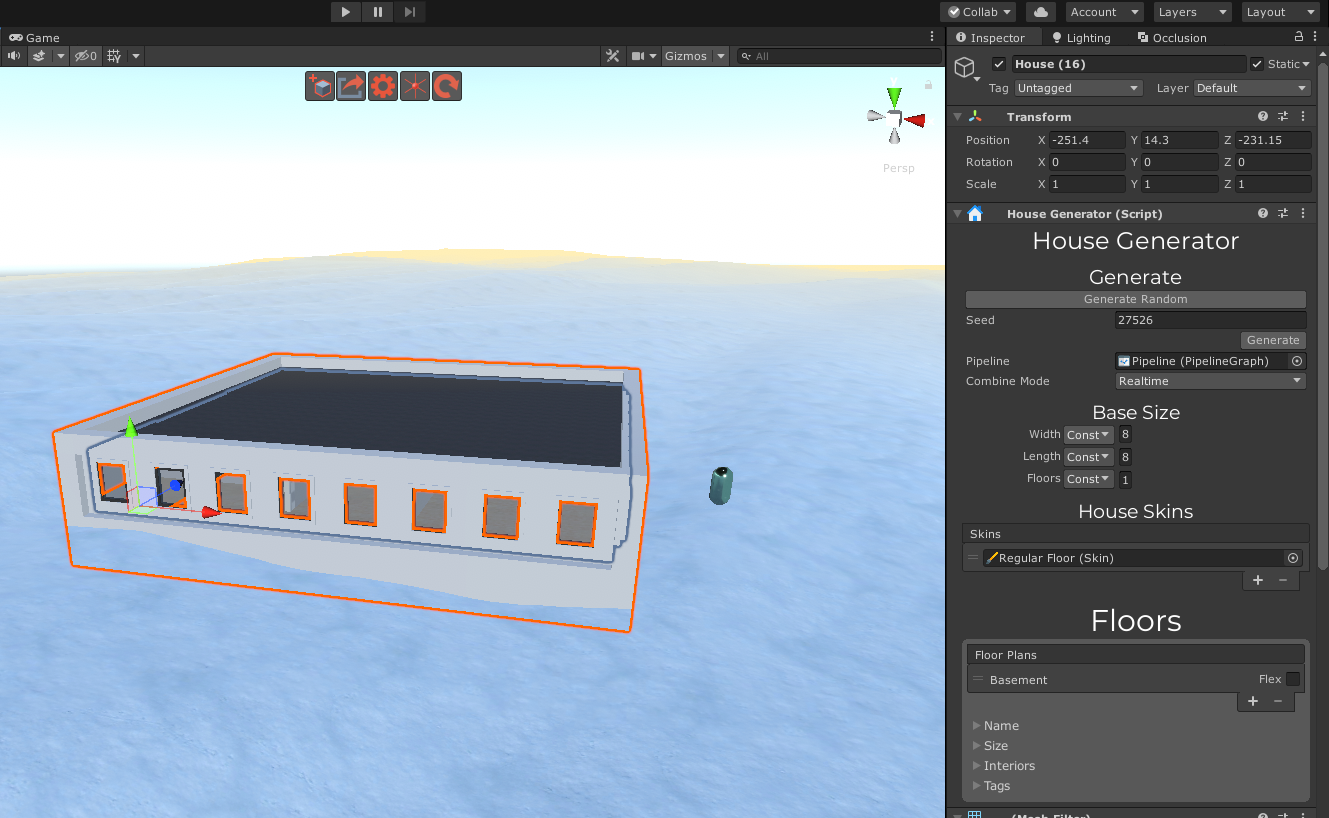 Collab
Account
Layers
Layout
Game
Inspector
Lighting
Occlusion
0
Gizmos
All
House (16)
Static
Tag
Untagged
Layer
Default
Transform
Position X -251.4 Y 14.3 Z -231.15
Rotation X 0 Y 0 Z 0
Scale X 1 Y 1 Z 1
Persp
House Generator (Script)
House Generator
Generate
Generate Random
Seed 27526
Generate
Pipeline Pipeline (PipelineGraph)
Combine Mode Realtime
Base Size
Width Const 8
Length Const 8
Floors Const 1
House Skins
Skins
Regular Floor (Skin)
+ −
Floors
Floor Plans
Basement Flex
+ −
Name
Size
Interiors
Tags
(Mesh Filter)